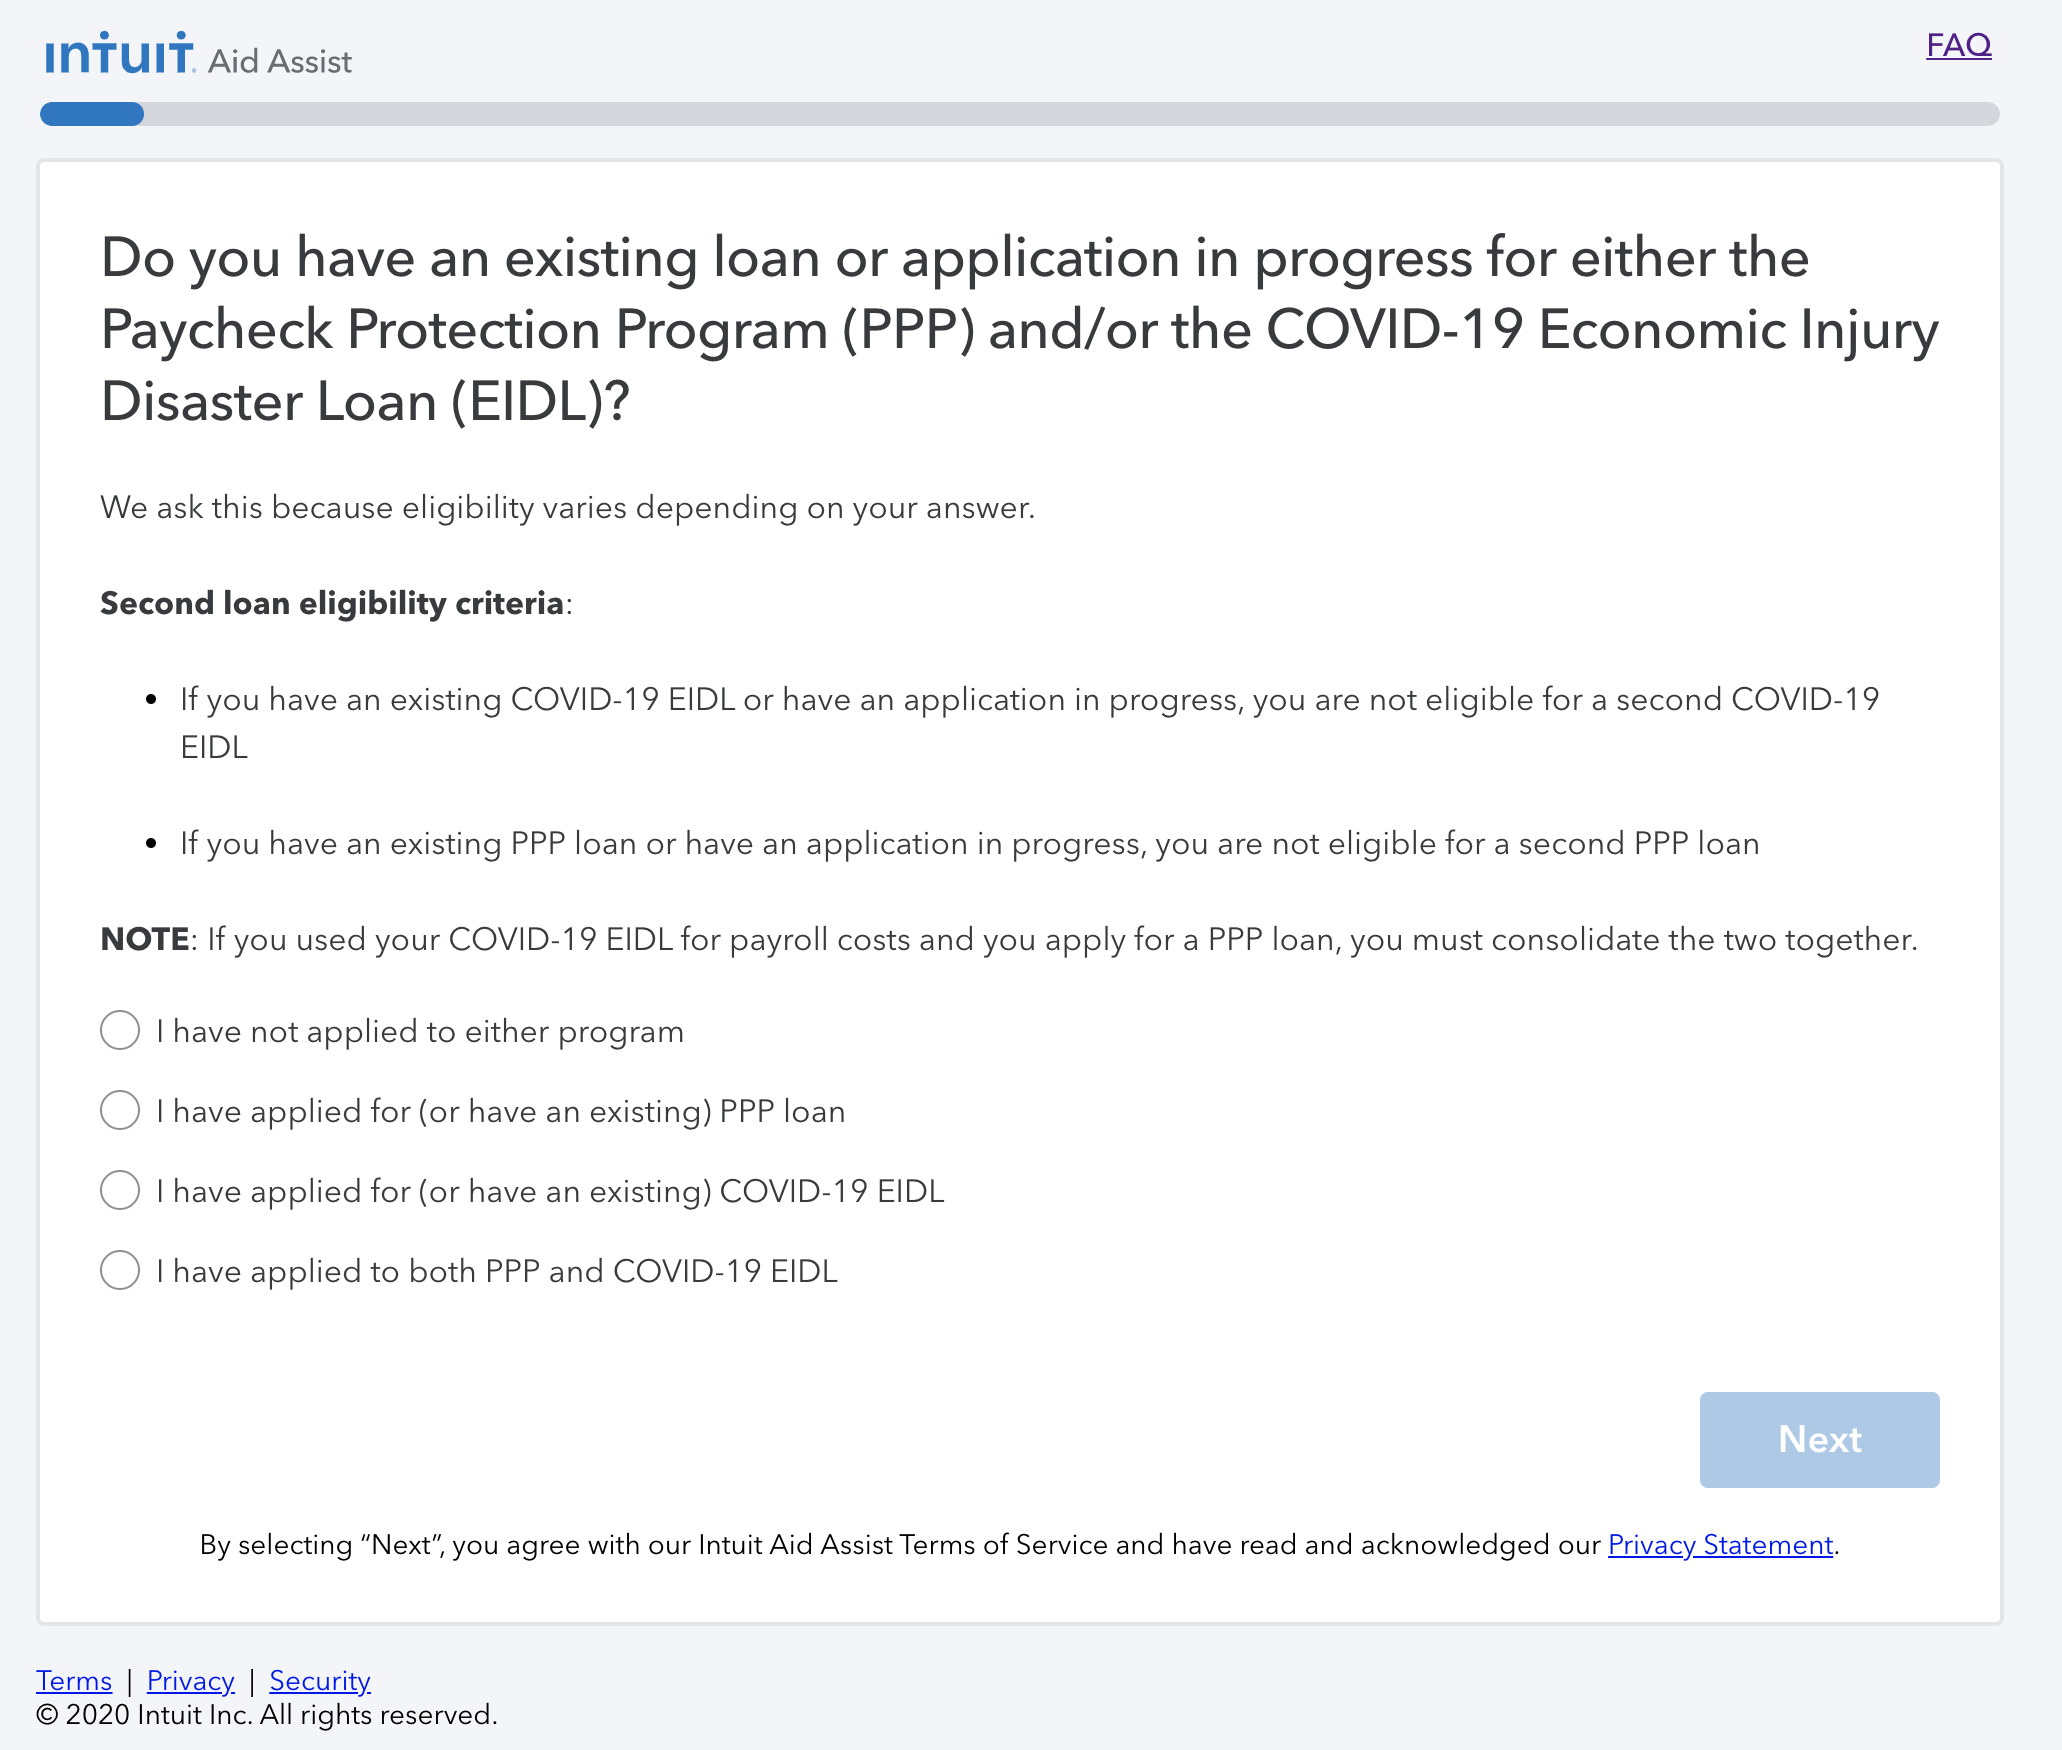 intuit Aid Assist
FAQ
Do you have an existing loan or application in progress for either the
Paycheck Protection Program (PPP) and/or the COVID-19 Economic Injury
Disaster Loan (EIDL)?
We ask this because eligibility varies depending on your answer.
Second loan eligibility criteria:
• If you have an existing COVID-19 EIDL or have an application in progress, you are not eligible for a second COVID-19
EIDL
• If you have an existing PPP loan or have an application in progress, you are not eligible for a second PPP loan
NOTE: If you used your COVID-19 EIDL for payroll costs and you apply for a PPP loan, you must consolidate the two together.
I have not applied to either program
I have applied for (or have an existing) PPP loan
I have applied for (or have an existing) COVID-19 EIDL
I have applied to both PPP and COVID-19 EIDL
Next
By selecting “Next”, you agree with our Intuit Aid Assist Terms of Service and have read and acknowledged our Privacy Statement.
Terms | Privacy | Security
© 2020 Intuit Inc. All rights reserved.